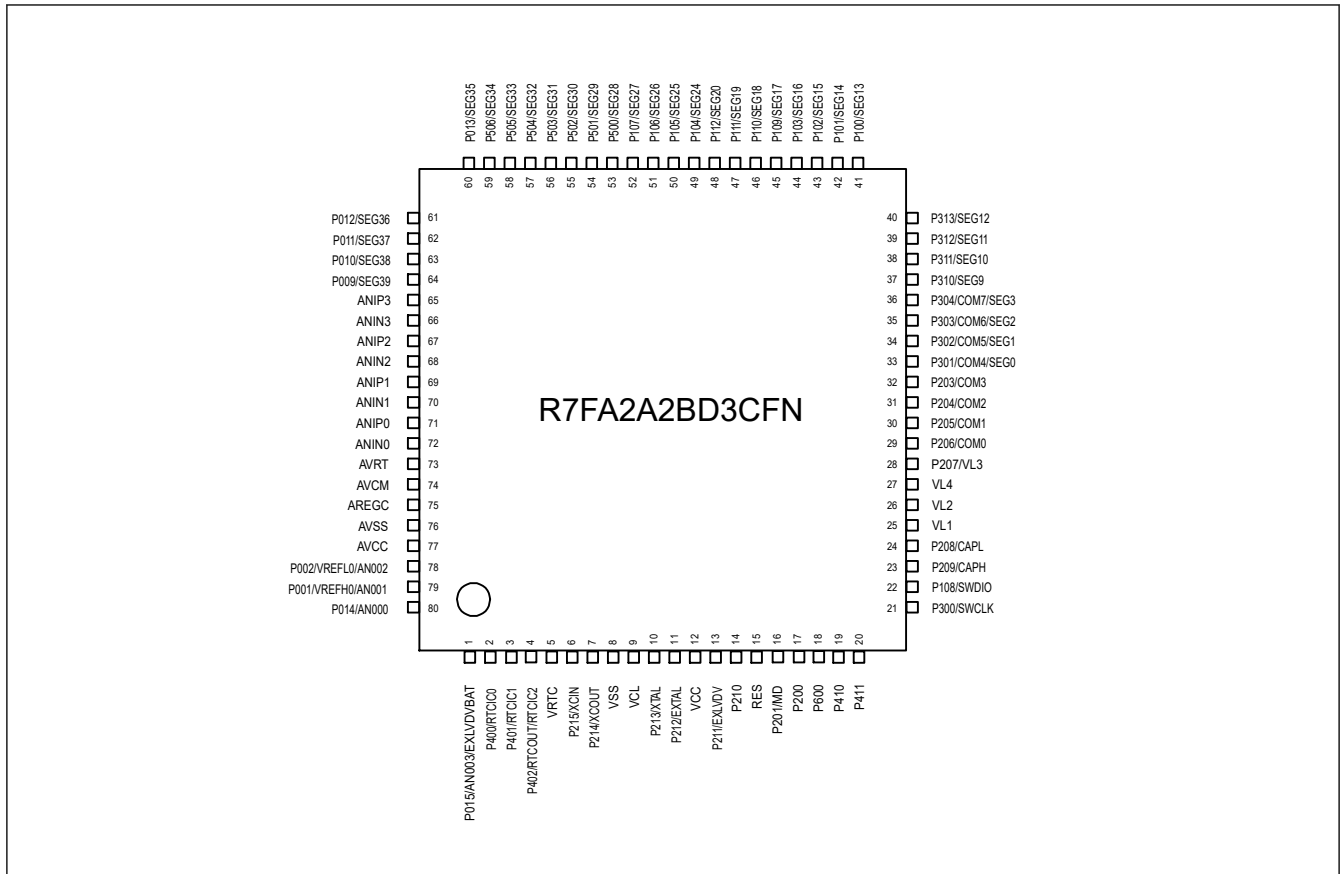 P013/SEG35
P506/SEG34
P505/SEG33
P504/SEG32
P503/SEG31
P502/SEG30
P501/SEG29
P500/SEG28
P107/SEG27
P106/SEG26
P105/SEG25
P104/SEG24
P112/SEG20
P111/SEG19
P110/SEG18
P109/SEG17
P103/SEG16
P102/SEG15
P101/SEG14
P100/SEG13
60
59
58
57
56
55
54
53
52
51
50
49
48
47
46
45
44
43
42
41
P012/SEG36 61
P011/SEG37 62
P010/SEG38 63
P009/SEG39 64
ANIP3 65
ANIN3 66
ANIP2 67
ANIN2 68
ANIP1 69
ANIN1 70
ANIP0 71
ANIN0 72
AVRT 73
AVCM 74
AREGC 75
AVSS 76
AVCC 77
P002/VREFL0/AN002 78
P001/VREFH0/AN001 79
P014/AN000 80
R7FA2A2BD3CFN
40 P313/SEG12
39 P312/SEG11
38 P311/SEG10
37 P310/SEG9
36 P304/COM7/SEG3
35 P303/COM6/SEG2
34 P302/COM5/SEG1
33 P301/COM4/SEG0
32 P203/COM3
31 P204/COM2
30 P205/COM1
29 P206/COM0
28 P207/VL3
27 VL4
26 VL2
25 VL1
24 P208/CAPL
23 P209/CAPH
22 P108/SWDIO
21 P300/SWCLK
1
2
3
4
5
6
7
8
9
10
11
12
13
14
15
16
17
18
19
20
P015/AN003/EXLVDVBAT
P400/RTCIC0
P401/RTCIC1
P402/RTCOUT/RTCIC2
VRTC
P215/XCIN
P214/XCOUT
VSS
VCL
P213/XTAL
P212/EXTAL
VCC
P211/EXLVDV
P210
RES
P201/MD
P200
P600
P410
P411